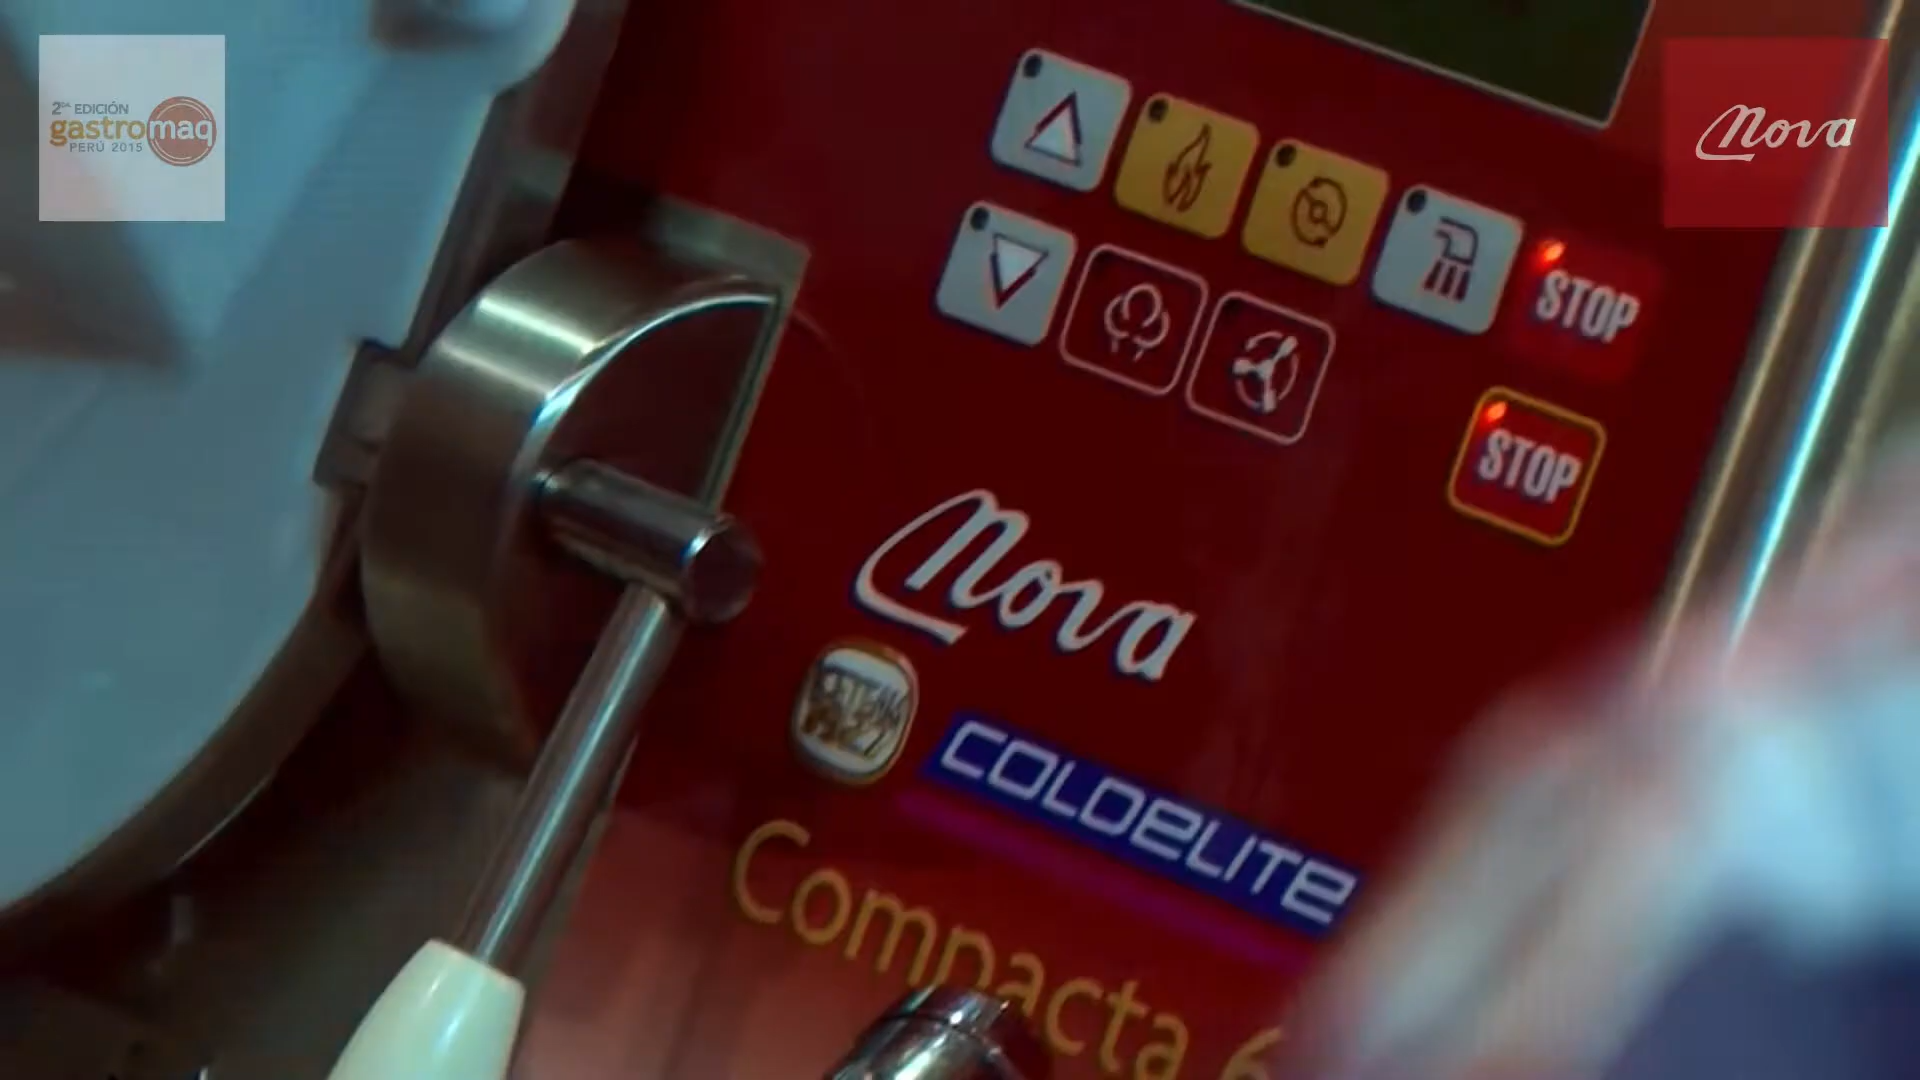 2DA EDICIÓN
gastromaq
PERÚ 2015
Nova
STOP
STOP
Nova
COLDELITE
Compacta 6